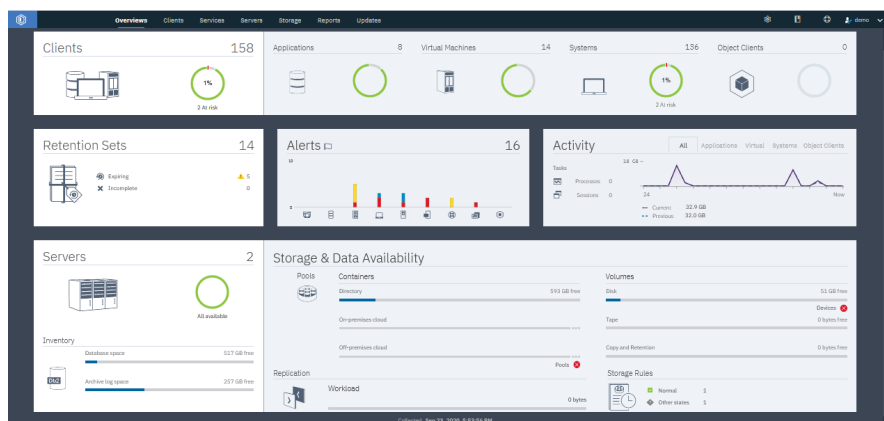 Overviews Clients Services Servers Storage Reports Updates demo
Clients 158
1%
2 At risk
Applications 8 Virtual Machines 14 Systems 136 Object Clients 0
1%
2 At risk
Retention Sets 14
Expiring 5
Incomplete 0
Alerts 16
10
0
Activity All Applications Virtual Systems Object Clients
Tasks
Processes 0
Sessions 0
24 Now
Current 32.9 GB
Previous 32.0 GB
Servers 2
All available
Inventory
Database space 517 GB free
Db2
Archive log space 257 GB free
Storage & Data Availability
Pools Containers
Directory 593 GB free
On-premises cloud
Off-premises cloud
Pools
Volumes
Disk 51 GB free
Devices
Tape 0 bytes free
Copy and Retention 0 bytes free
Replication
Workload
0 bytes
Storage Rules
Normal 1
Other states 1